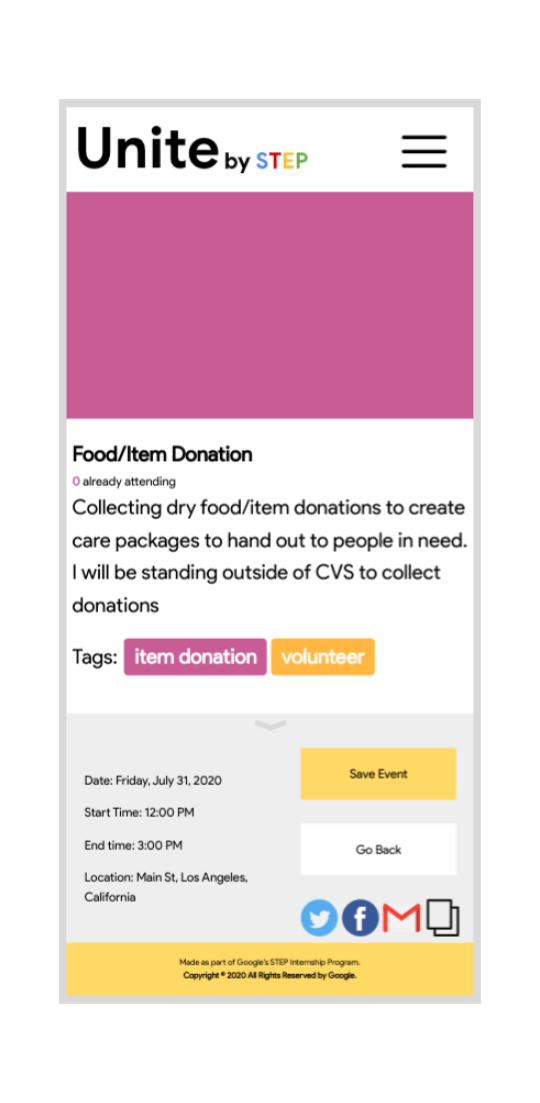 Unite by STEP
Food/Item Donation
0 already attending
Collecting dry food/item donations to create
care packages to hand out to people in need.
I will be standing outside of CVS to collect
donations
Tags: item donation volunteer
Date: Friday, July 31, 2020
Start Time: 12:00 PM
End time: 3:00 PM
Location: Main St, Los Angeles,
California
Save Event
Go Back
Made as part of Google's STEP Internship Program.
Copyright © 2020 All Rights Reserved by Google.